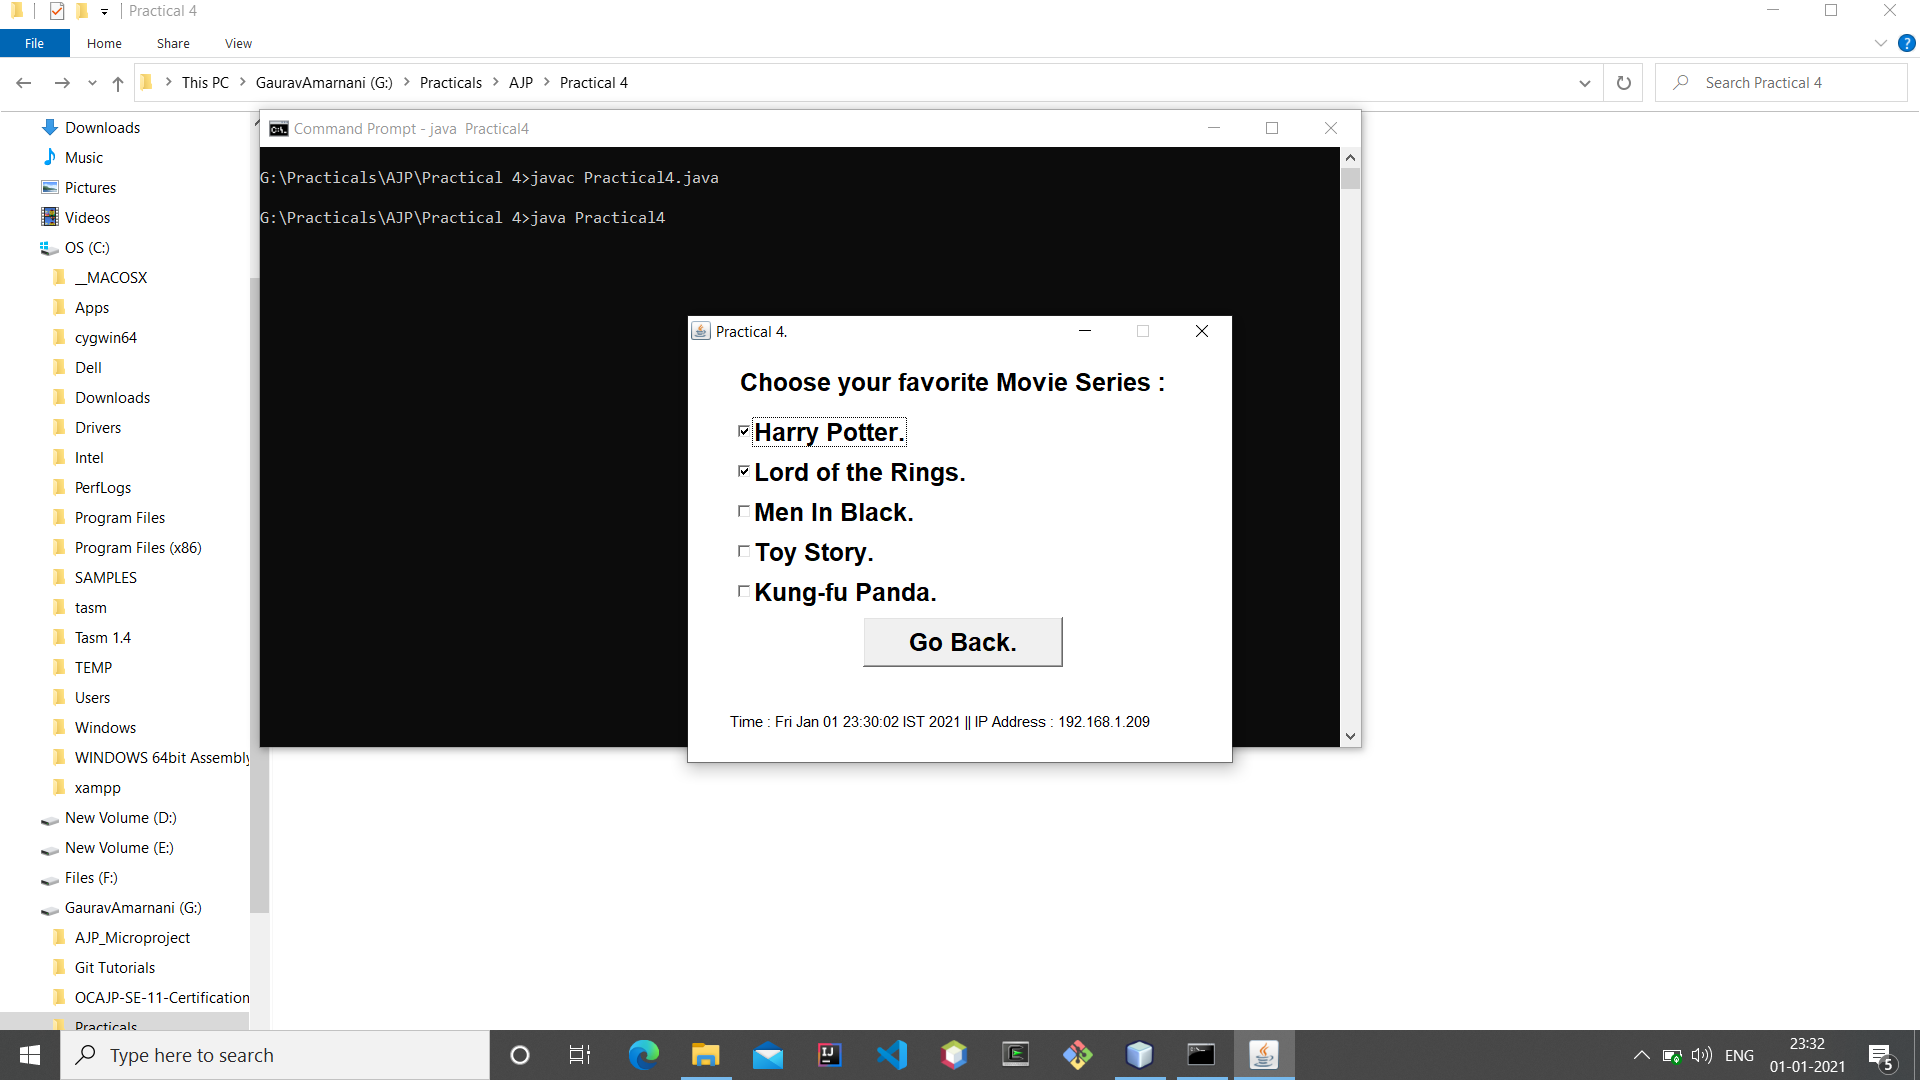 Practical 4
File Home Share View
This PC GauravAmarnani (G:) Practicals AJP Practical 4
Search Practical 4
Downloads
Music
Pictures
Videos
OS (C:)
__MACOSX
Apps
cygwin64
Dell
Downloads
Drivers
Intel
PerfLogs
Program Files
Program Files (x86)
SAMPLES
tasm
Tasm 1.4
TEMP
Users
Windows
WINDOWS 64bit Assembly
xampp
New Volume (D:)
New Volume (E:)
Files (F:)
GauravAmarnani (G:)
AJP_Microproject
Git Tutorials
OCAJP-SE-11-Certification
Practicals
Command Prompt - java  Practical4
G:\Practicals\AJP\Practical 4>javac Practical4.java
G:\Practicals\AJP\Practical 4>java Practical4
Practical 4.
Choose your favorite Movie Series :
Harry Potter.
Lord of the Rings.
Men In Black.
Toy Story.
Kung-fu Panda.
Go Back.
Time : Fri Jan 01 23:30:02 IST 2021 || IP Address : 192.168.1.209
Type here to search
ENG
23:32
01-01-2021
5